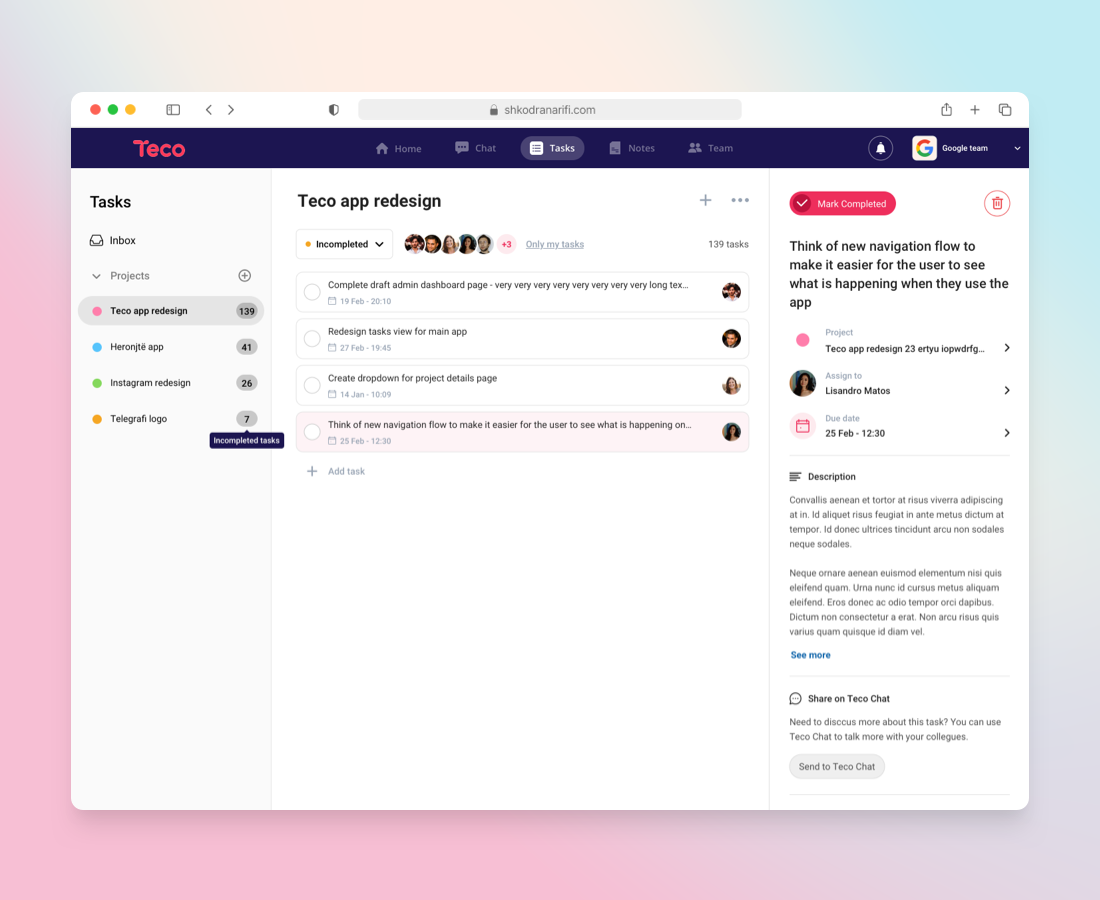 shkodranarifi.com
Teco
Home
Chat
Tasks
Notes
Team
Google team
Tasks
Inbox
Projects
Teco app redesign
139
Heronjtë app
41
Instagram redesign
26
Telegrafi logo
7
Incompleted tasks
Teco app redesign
Incompleted
+3
Only my tasks
139 tasks
Complete draft admin dashboard page - very very very very very very very very long tex...
19 Feb - 20:10
Redesign tasks view for main app
27 Feb - 19:45
Create dropdown for project details page
14 Jan - 10:09
Think of new navigation flow to make it easier for the user to see what is happening on...
25 Feb - 12:30
Add task
Mark Completed
Think of new navigation flow to
make it easier for the user to see
what is happening when they use the
app
Project
Teco app redesign 23 ertyu iopwdrfg...
Assign to
Lisandro Matos
Due date
25 Feb - 12:30
Description
Convallis aenean et tortor at risus viverra adipiscing
at in. Id aliquet risus feugiat in ante metus dictum at
tempor. Id donec ultrices tincidunt arcu non sodales
neque sodales.
Neque ornare aenean euismod elementum nisi quis
eleifend quam. Urna nunc id cursus metus aliquam
eleifend. Eros donec ac odio tempor orci dapibus.
Dictum non consectetur a erat. Non arcu risus quis
varius quam quisque id diam vel.
See more
Share on Teco Chat
Need to disccus more about this task? You can use
Teco Chat to talk more with your collegues.
Send to Teco Chat